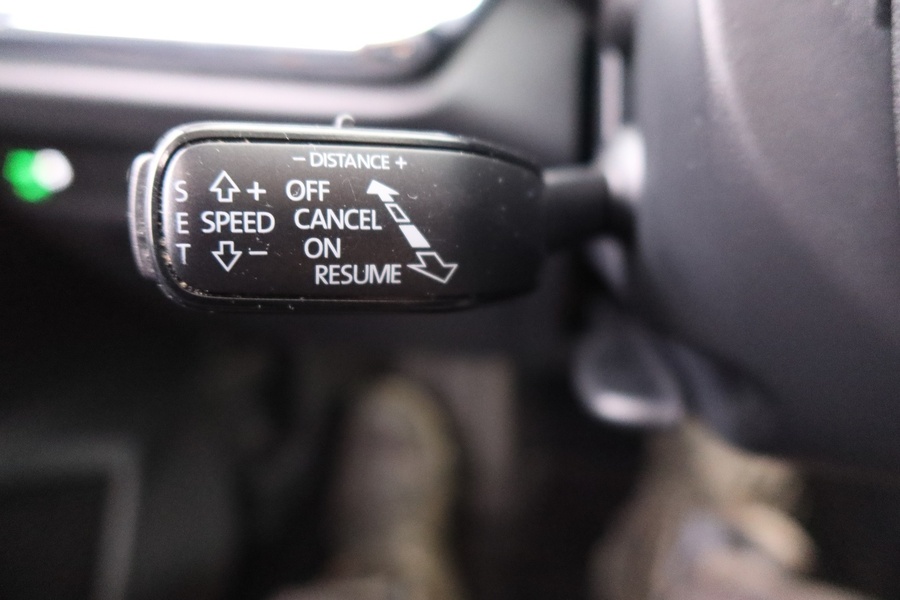 − DISTANCE +
S + OFF
E SPEED CANCEL
T − ON
RESUME